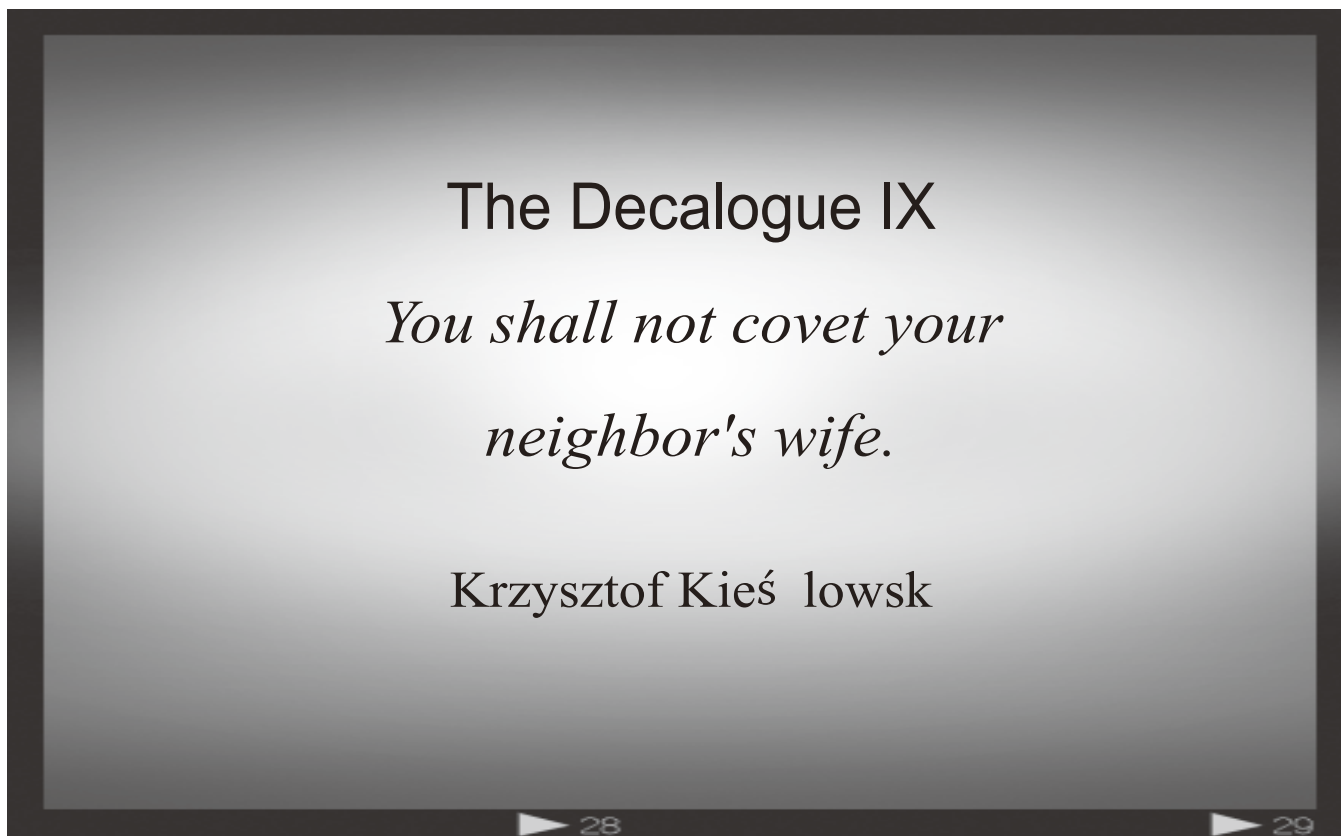 The Decalogue IX
You shall not covet your
neighbor's wife.
Krzysztof Kieś lowsk
28 29